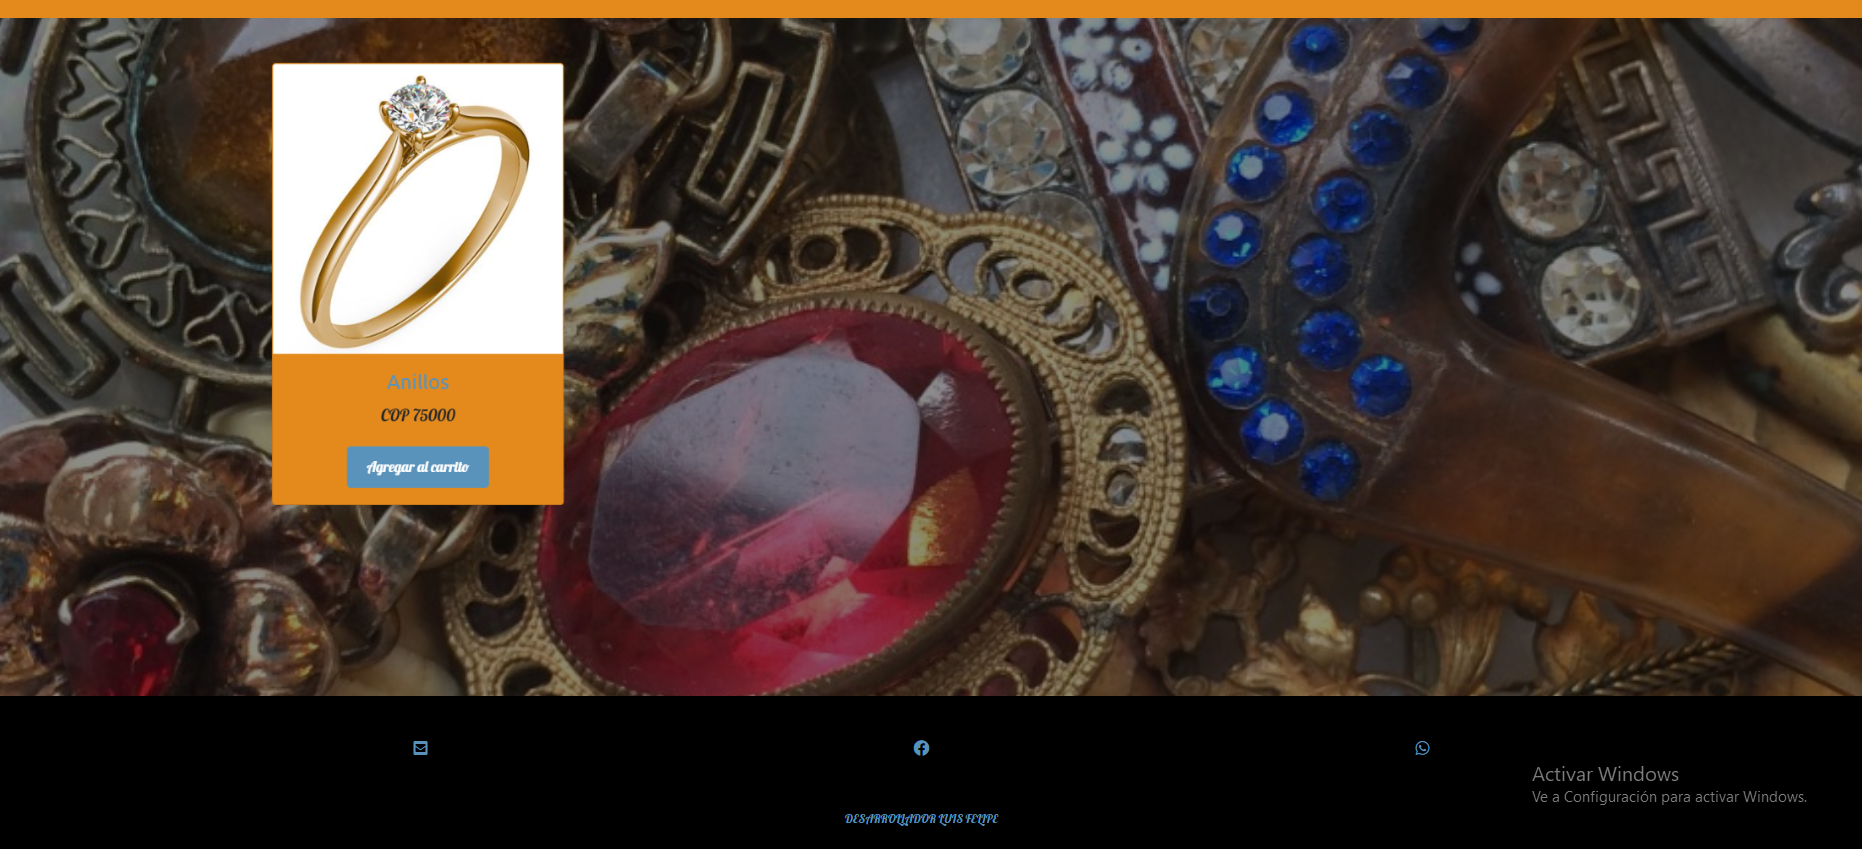 Anillos
COP 75000
Agregar al carrito
Activar Windows
Ve a Configuración para activar Windows.
DESARROLLADOR LUIS FELIPE